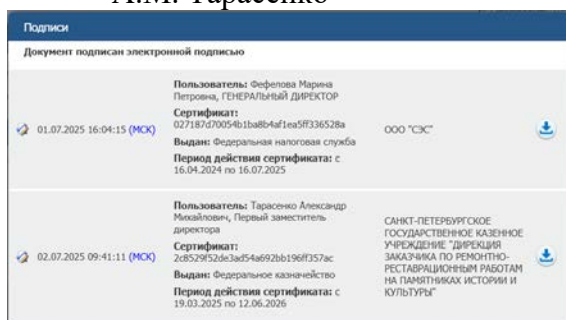 А.М. Тарасенко
Подписи
Документ подписан электронной подписью
01.07.2025 16:04:15 (МСК)
Пользователь: Фефелова Марина
Петровна, ГЕНЕРАЛЬНЫЙ ДИРЕКТОР
Сертификат:
027187d70054b1ba8b4af1ea5ff336528a
Выдан: Федеральная налоговая служба
Период действия сертификата: с
16.04.2024 по 16.07.2025
ООО "СЭС"
02.07.2025 09:41:11 (МСК)
Пользователь: Тарасенко Александр
Михайлович, Первый заместитель
директора
Сертификат:
2c8529f52de3ad54a692bb196ff357ac
Выдан: Федеральное казначейство
Период действия сертификата: с
19.03.2025 по 12.06.2026
САНКТ-ПЕТЕРБУРГСКОЕ
ГОСУДАРСТВЕННОЕ КАЗЕННОЕ
УЧРЕЖДЕНИЕ "ДИРЕКЦИЯ
ЗАКАЗЧИКА ПО РЕМОНТНО-
РЕСТАВРАЦИОННЫМ РАБОТАМ
НА ПАМЯТНИКАХ ИСТОРИИ И
КУЛЬТУРЫ"